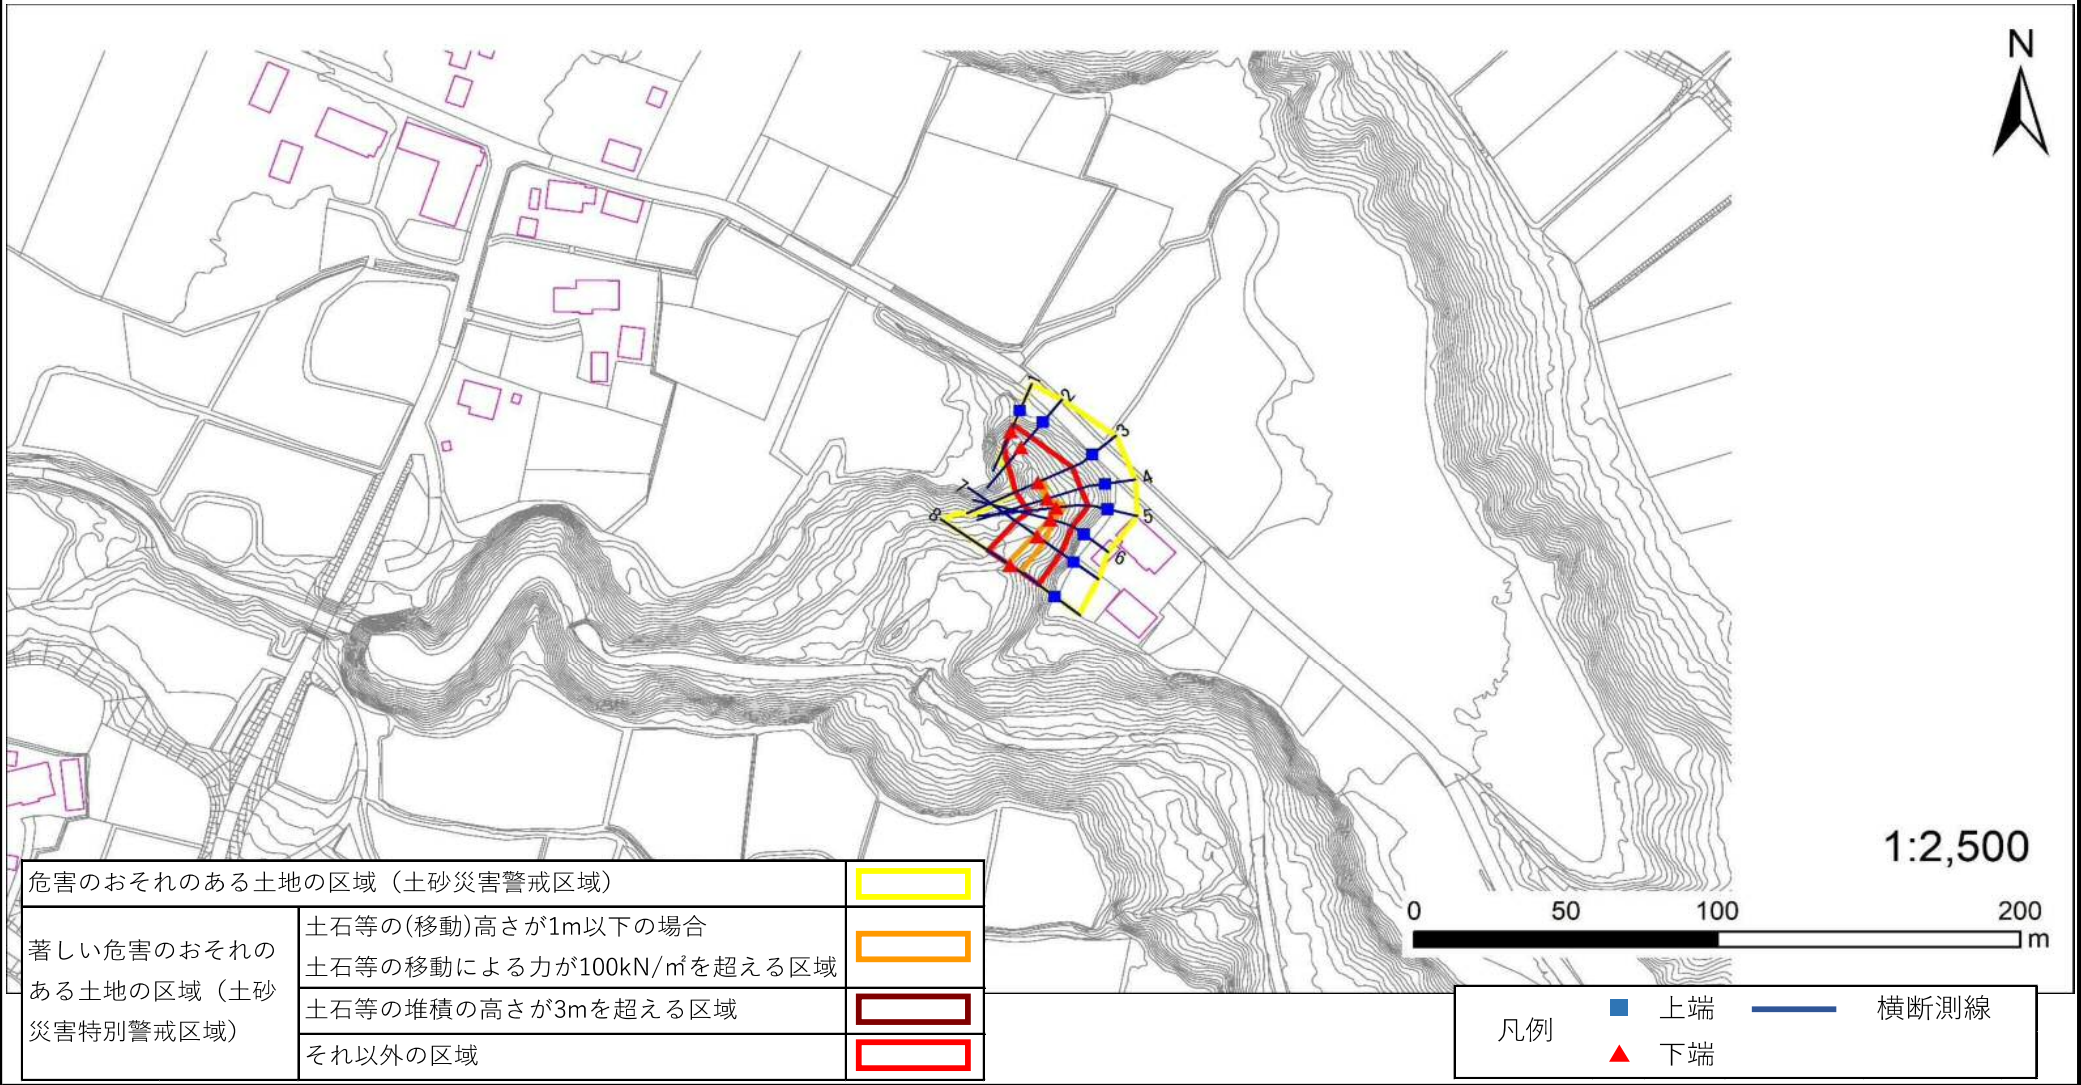 N
1
2
3
4
5
6
7
8
1:2,500
0 50 100 200
m
危害のおそれのある土地の区域（土砂災害警戒区域）
著しい危害のおそれの
ある土地の区域（土砂
災害特別警戒区域）
土石等の(移動)高さが1m以下の場合
土石等の移動による力が100kN/㎡を超える区域
土石等の堆積の高さが3mを超える区域
それ以外の区域
凡例
上端
横断測線
下端